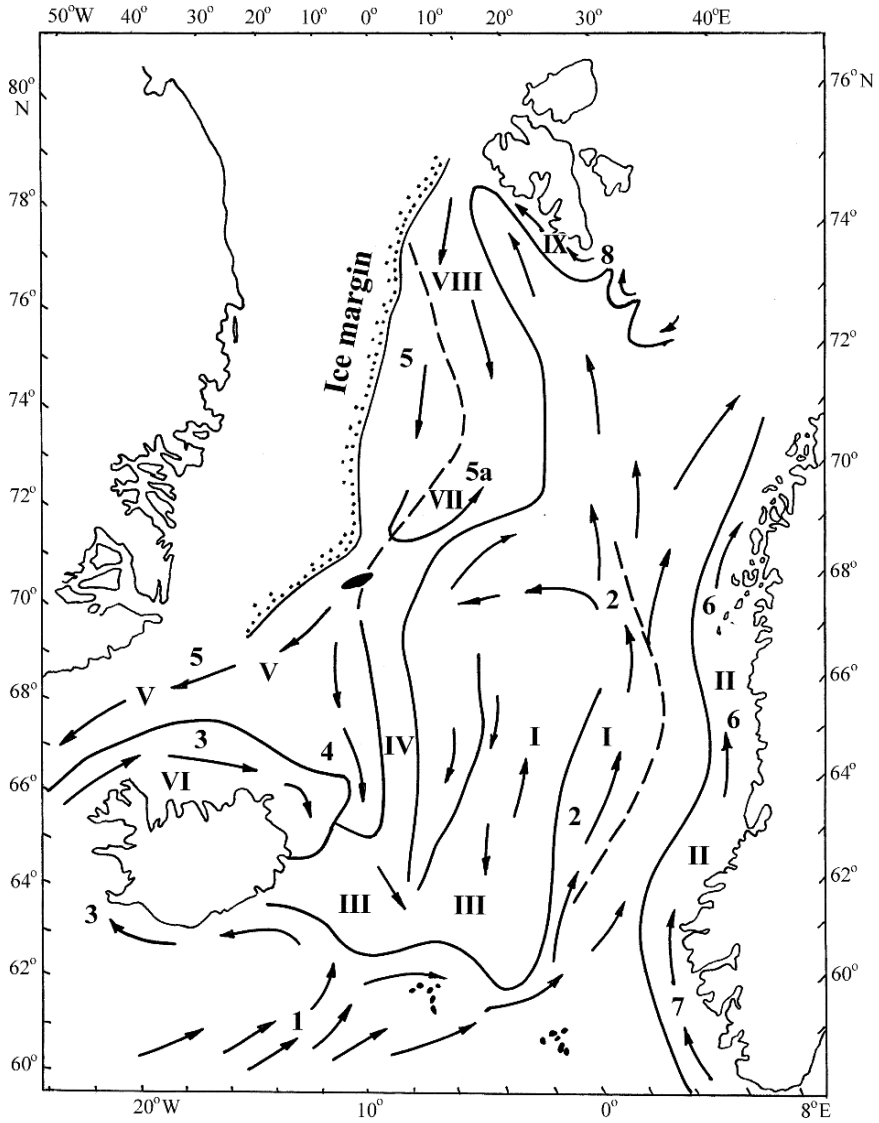 50°W 40° 30° 20° 10° 0° 10° 20° 30° 40°E
80°
N
76°N
78°
74°
IX
8
VIII
76°
Ice margin
72°
5
74°
70°
5a
VII
72°
68°
70°
2
6
5
V
66°
II
68°
V
6
3
4
IV
I
I
66°
VI
64°
2
II
64°
62°
III
III
3
62°
60°
1
7
60°
20°W 10° 0° 8°E